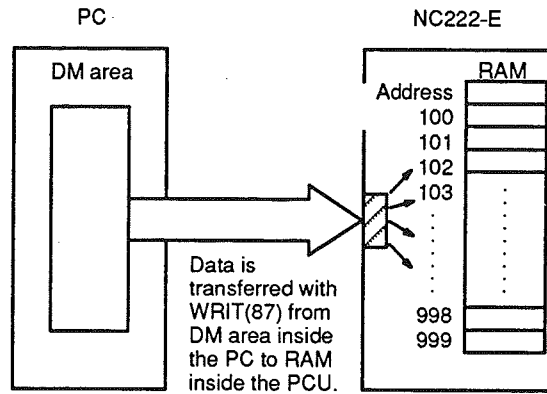 PC
NC222-E
DM area
RAM
Address
100
101
102
103
998
999
Data is
transferred with
WRIT(87) from
DM area inside
the PC to RAM
inside the PCU.